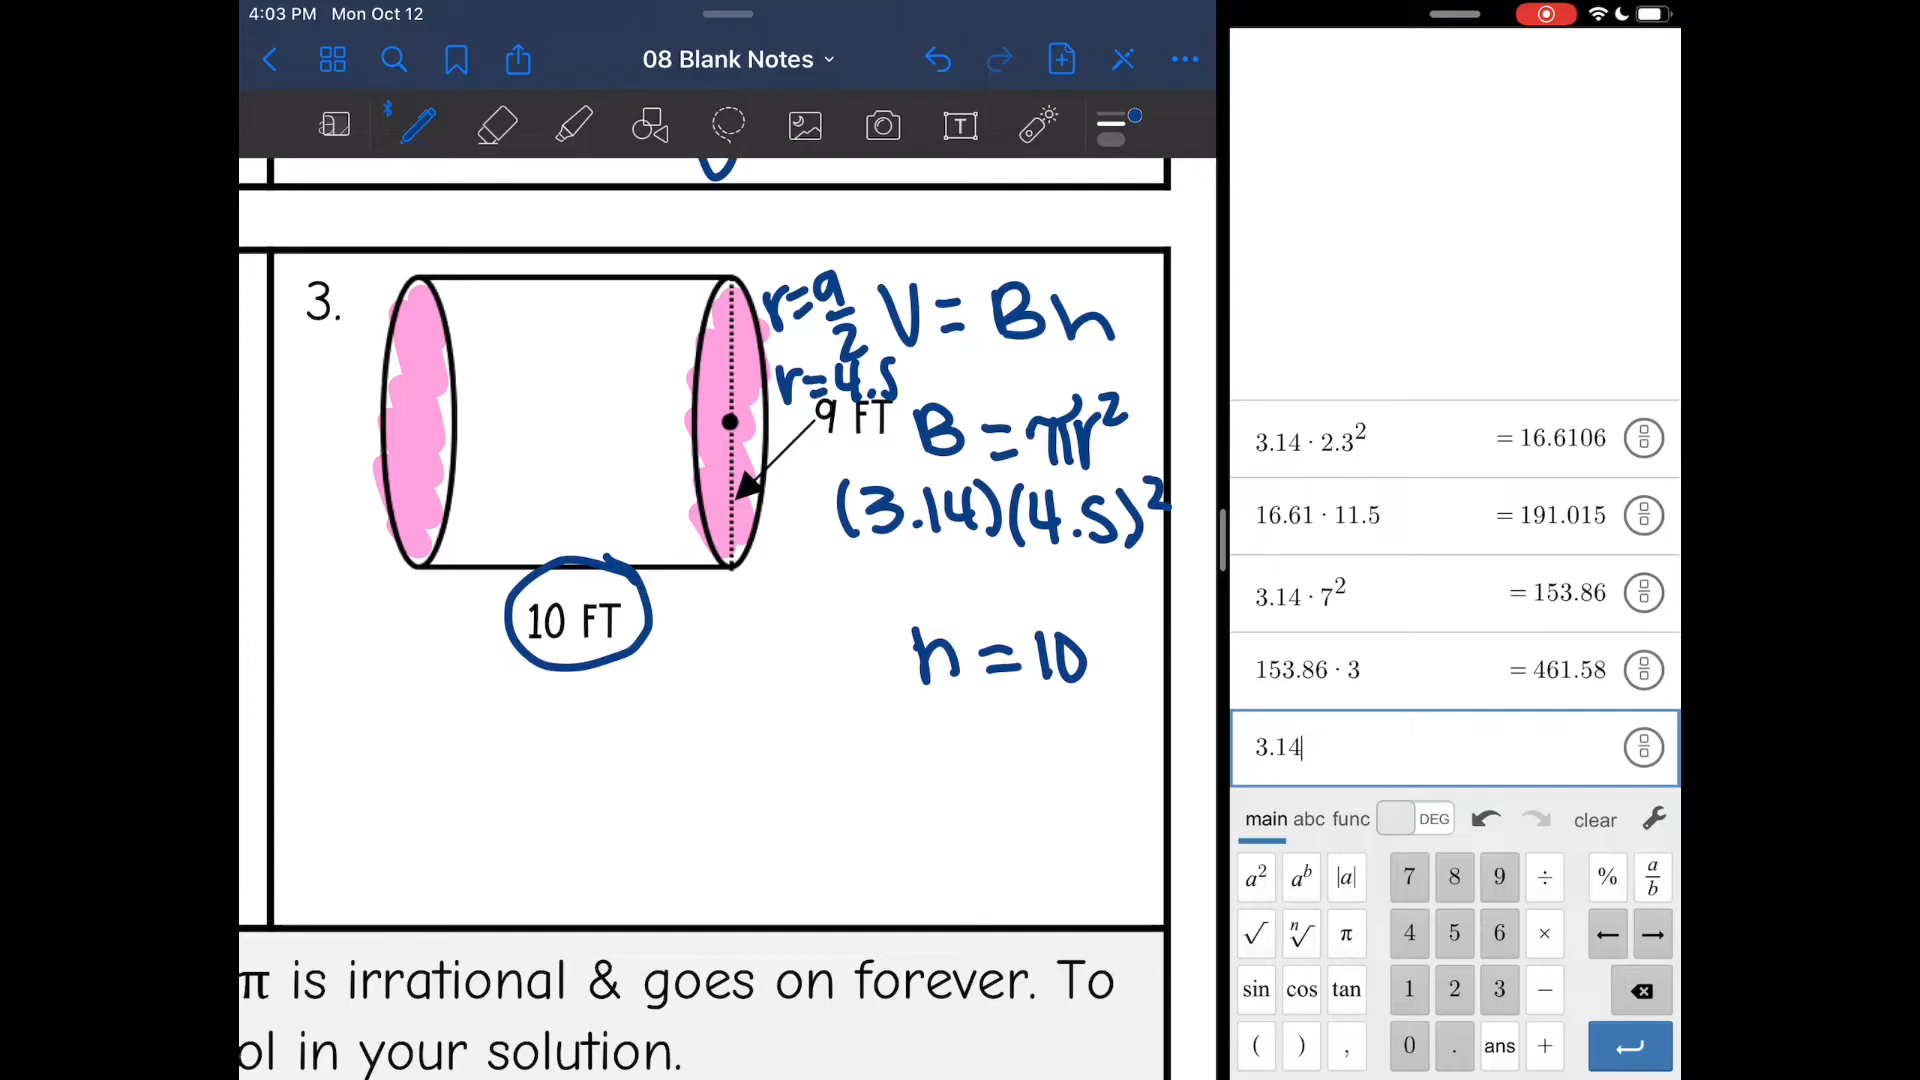 4:03 PM Mon Oct 12
08 Blank Notes
3.
r=9/2
V = Bh
r=4.5
9 FT
B = πr²
(3.14)(4.5)²
10 FT
h = 10
π is irrational & goes on forever. To
ol in your solution.
3.14 · 2.3² = 16.6106
16.61 · 11.5 = 191.015
3.14 · 7² = 153.86
153.86 · 3 = 461.58
3.14
main abc func DEG clear
a² aᵇ |a| 7 8 9 ÷ % a/b
√ ⁿ√ π 4 5 6 × ← →
sin cos tan 1 2 3 −
( ) , 0 . ans +